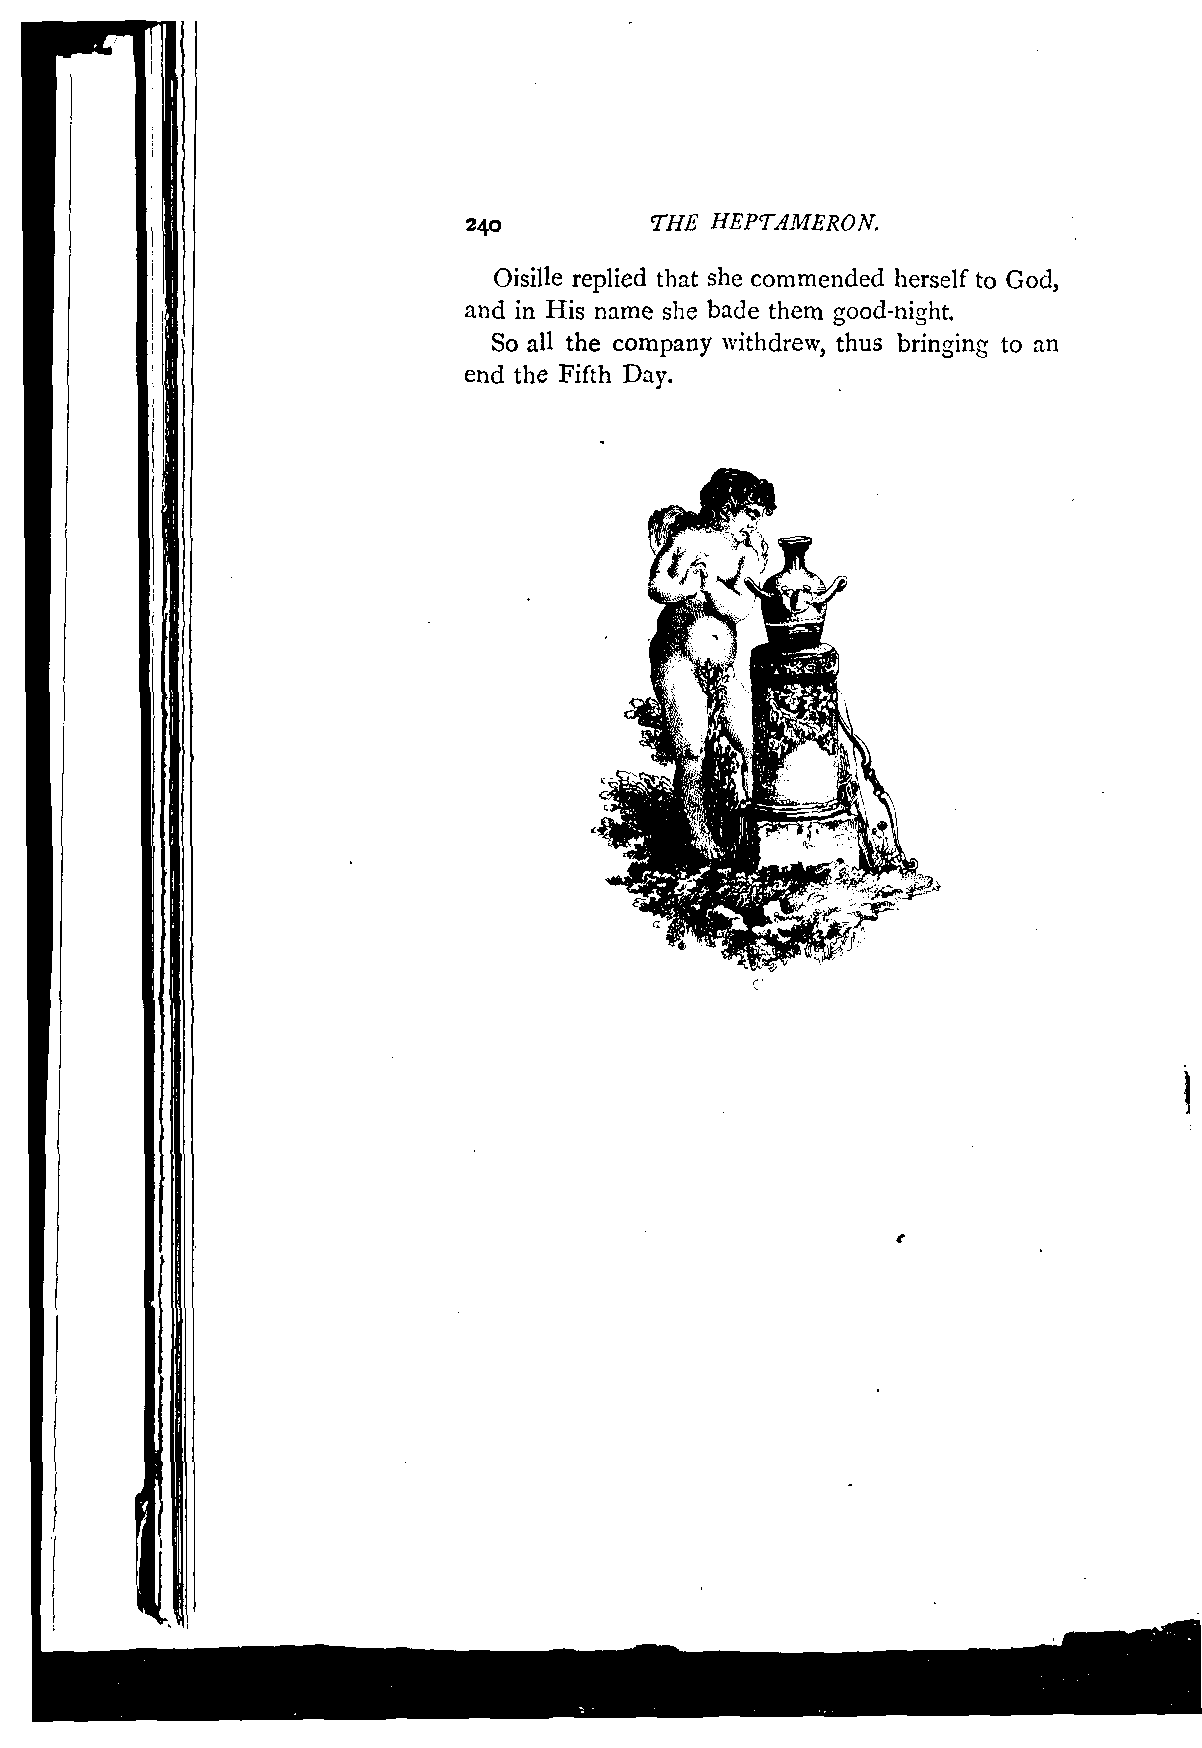 240 THE HEPTAMERON.
Oisille replied that she commended herself to God,
and in His name she bade them good-night.
So all the company withdrew, thus bringing to an
end the Fifth Day.